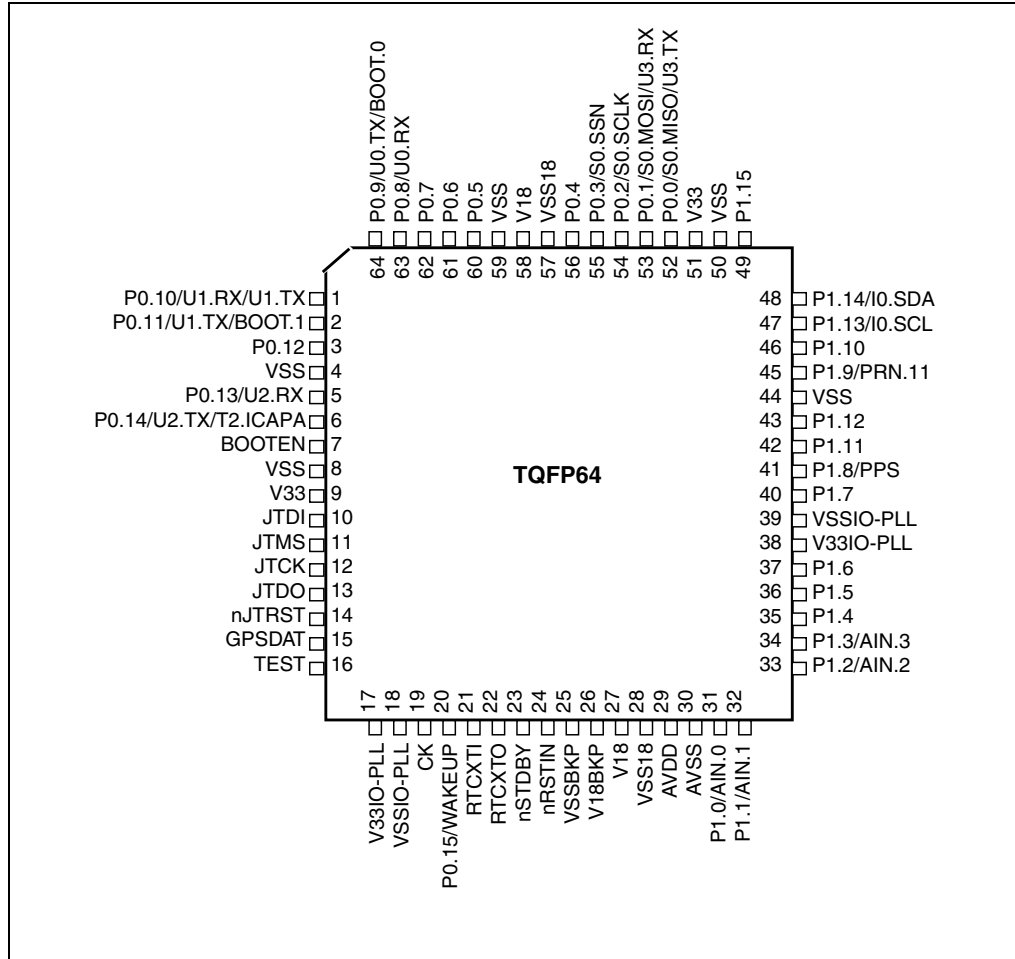 P0.9/U0.TX/BOOT.0
P0.8/U0.RX
P0.7
P0.6
P0.5
VSS
V18
VSS18
P0.4
P0.3/S0.SSN
P0.2/S0.SCLK
P0.1/S0.MOSI/U3.RX
P0.0/S0.MISO/U3.TX
V33
VSS
P1.15
64
63
62
61
60
59
58
57
56
55
54
53
52
51
50
49
P0.10/U1.RX/U1.TX 1
P0.11/U1.TX/BOOT.1 2
P0.12 3
VSS 4
P0.13/U2.RX 5
P0.14/U2.TX/T2.ICAPA 6
BOOTEN 7
VSS 8
V33 9
JTDI 10
JTMS 11
JTCK 12
JTDO 13
nJTRST 14
GPSDAT 15
TEST 16
TQFP64
48 P1.14/I0.SDA
47 P1.13/I0.SCL
46 P1.10
45 P1.9/PRN.11
44 VSS
43 P1.12
42 P1.11
41 P1.8/PPS
40 P1.7
39 VSSIO-PLL
38 V33IO-PLL
37 P1.6
36 P1.5
35 P1.4
34 P1.3/AIN.3
33 P1.2/AIN.2
17
18
19
20
21
22
23
24
25
26
27
28
29
30
31
32
V33IO-PLL
VSSIO-PLL
CK
P0.15/WAKEUP
RTCXTI
RTCXTO
nSTDBY
nRSTIN
VSSBKP
V18BKP
V18
VSS18
AVDD
AVSS
P1.0/AIN.0
P1.1/AIN.1